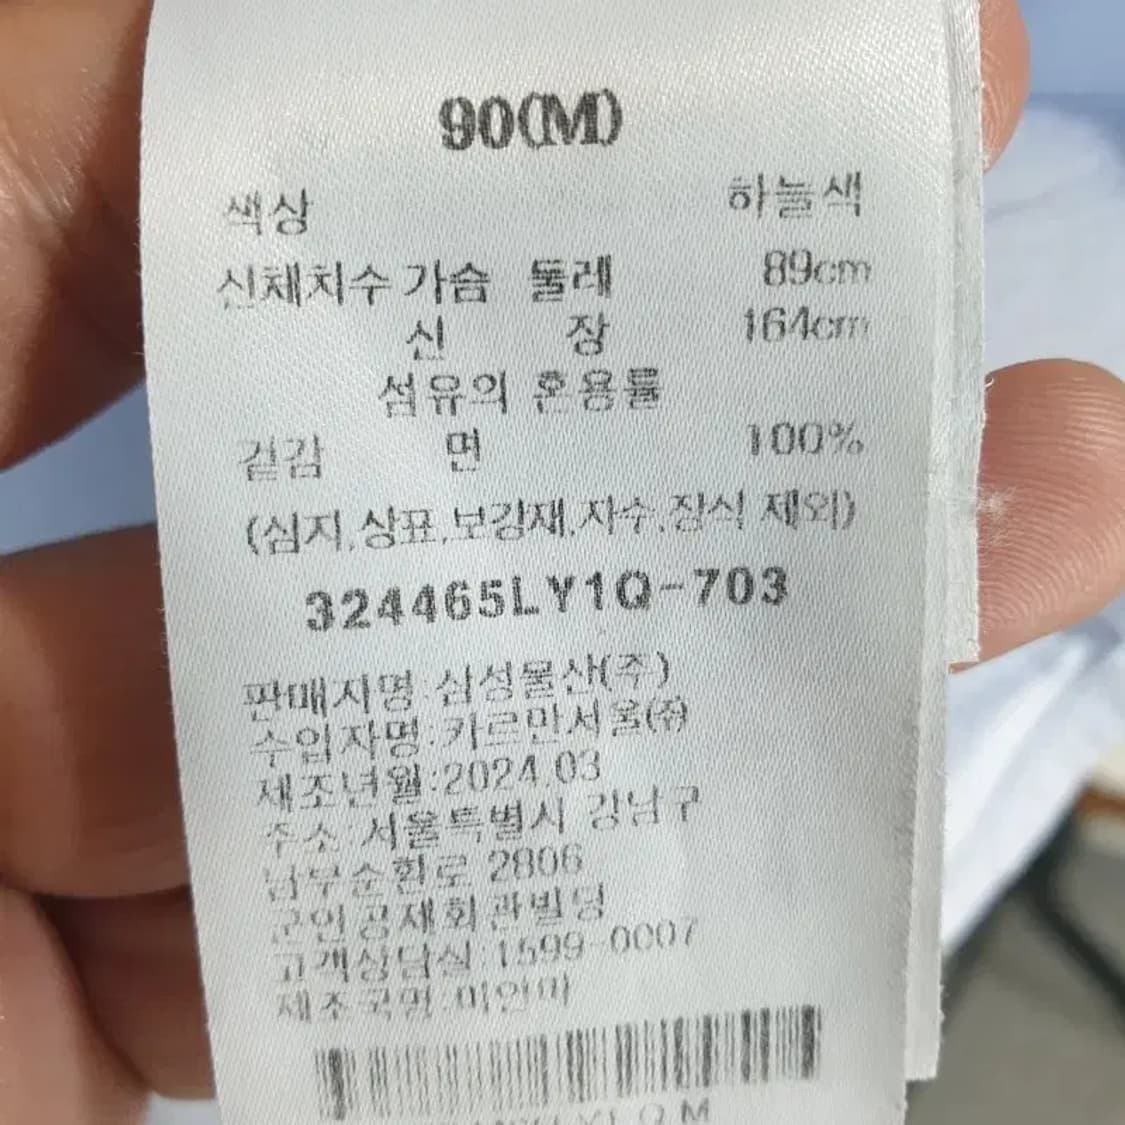 90(M)
색상 하늘색
신체치수 가슴 둘레 89cm
신 장 164cm
섬유의 혼용률
겉감 면 100%
(심지,상표,보강재,자수,장식 제외)
324465LY1Q-703
판매자명:삼성물산(주)
수입자명:카르만서울(주)
제조년월:2024.03
주소:서울특별시 강남구
남부순환로 2806
군인공제회관빌딩
고객상담실:1599-0007
제조국명:미얀마